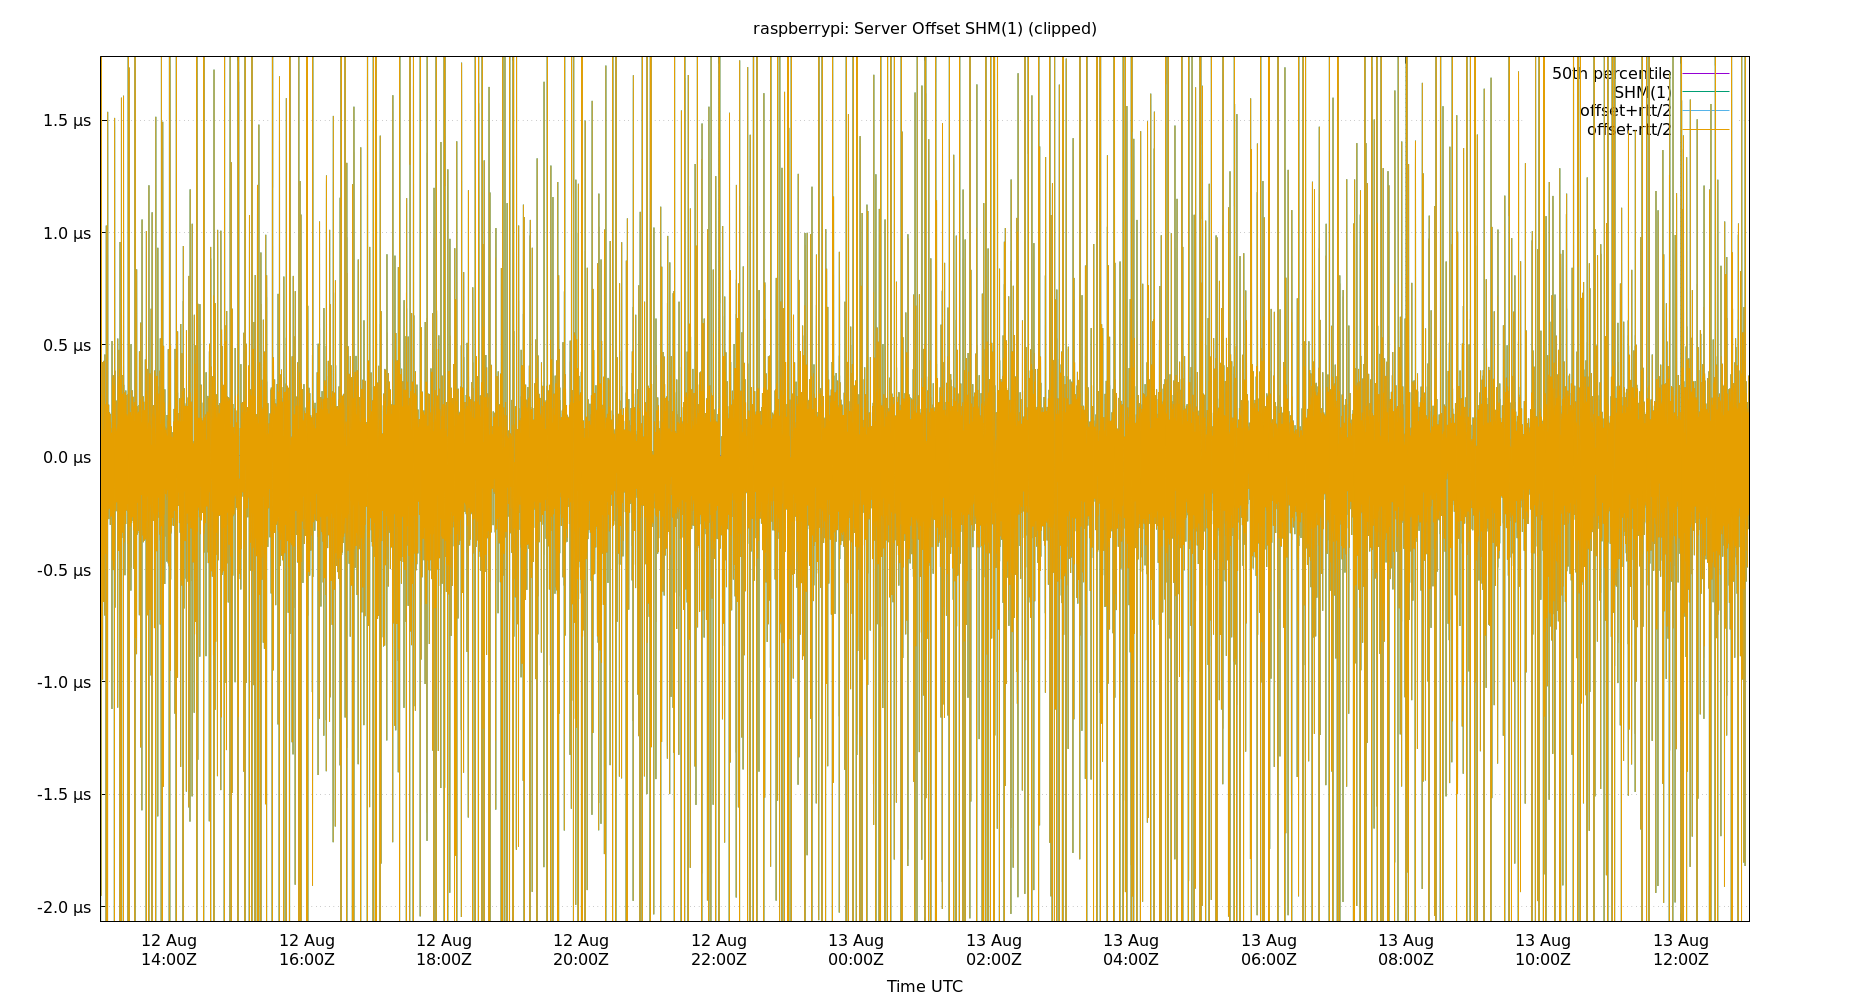 raspberrypi: Server Offset SHM(1) (clipped)
50th percentile
SHM(1)
offset+rtt/2
offset-rtt/2
1.5 µs
1.0 µs
0.5 µs
0.0 µs
-0.5 µs
-1.0 µs
-1.5 µs
-2.0 µs
12 Aug 12 Aug 12 Aug 12 Aug 12 Aug 13 Aug 13 Aug 13 Aug 13 Aug 13 Aug 13 Aug 13 Aug
14:00Z 16:00Z 18:00Z 20:00Z 22:00Z 00:00Z 02:00Z 04:00Z 06:00Z 08:00Z 10:00Z 12:00Z
Time UTC